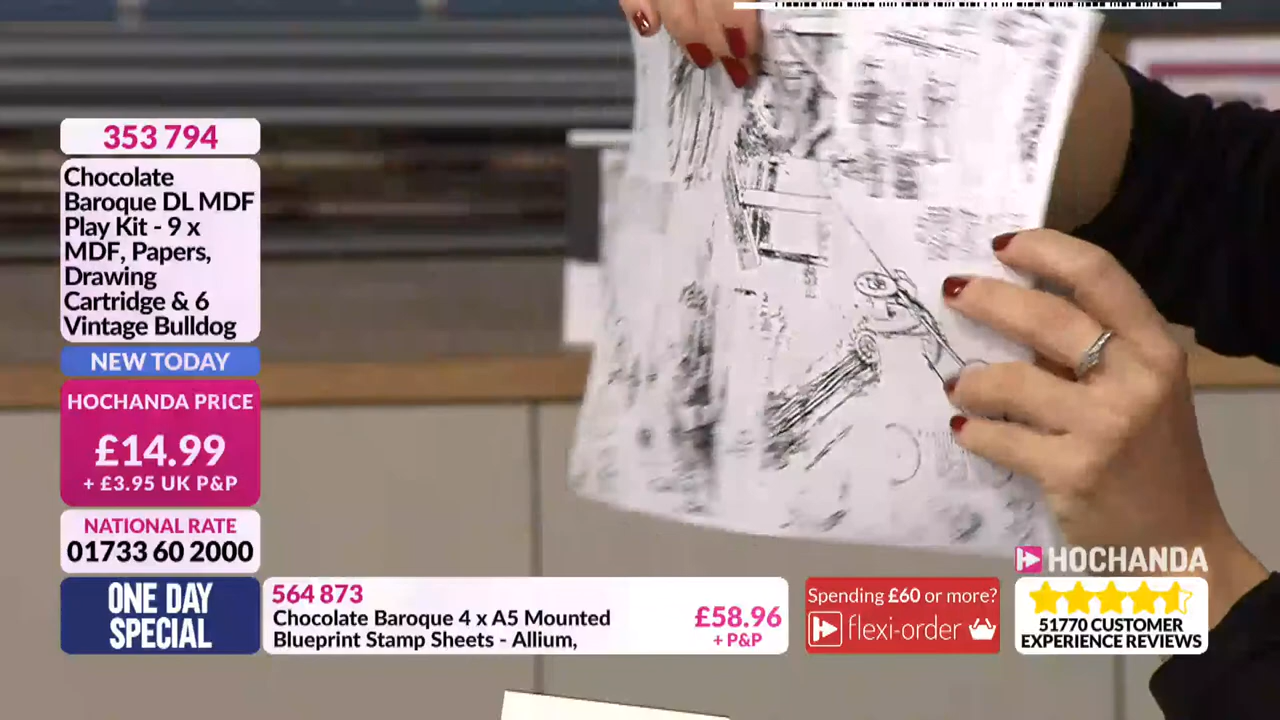 353 794
Chocolate
Baroque DL MDF
Play Kit - 9 x
MDF, Papers,
Drawing
Cartridge & 6
Vintage Bulldog
NEW TODAY
HOCHANDA PRICE
£14.99
+ £3.95 UK P&P
NATIONAL RATE
01733 60 2000
ONE DAY
SPECIAL
564 873
Chocolate Baroque 4 x A5 Mounted
Blueprint Stamp Sheets - Allium,
£58.96
+ P&P
Spending £60 or more?
flexi-order
HOCHANDA
51770 CUSTOMER
EXPERIENCE REVIEWS